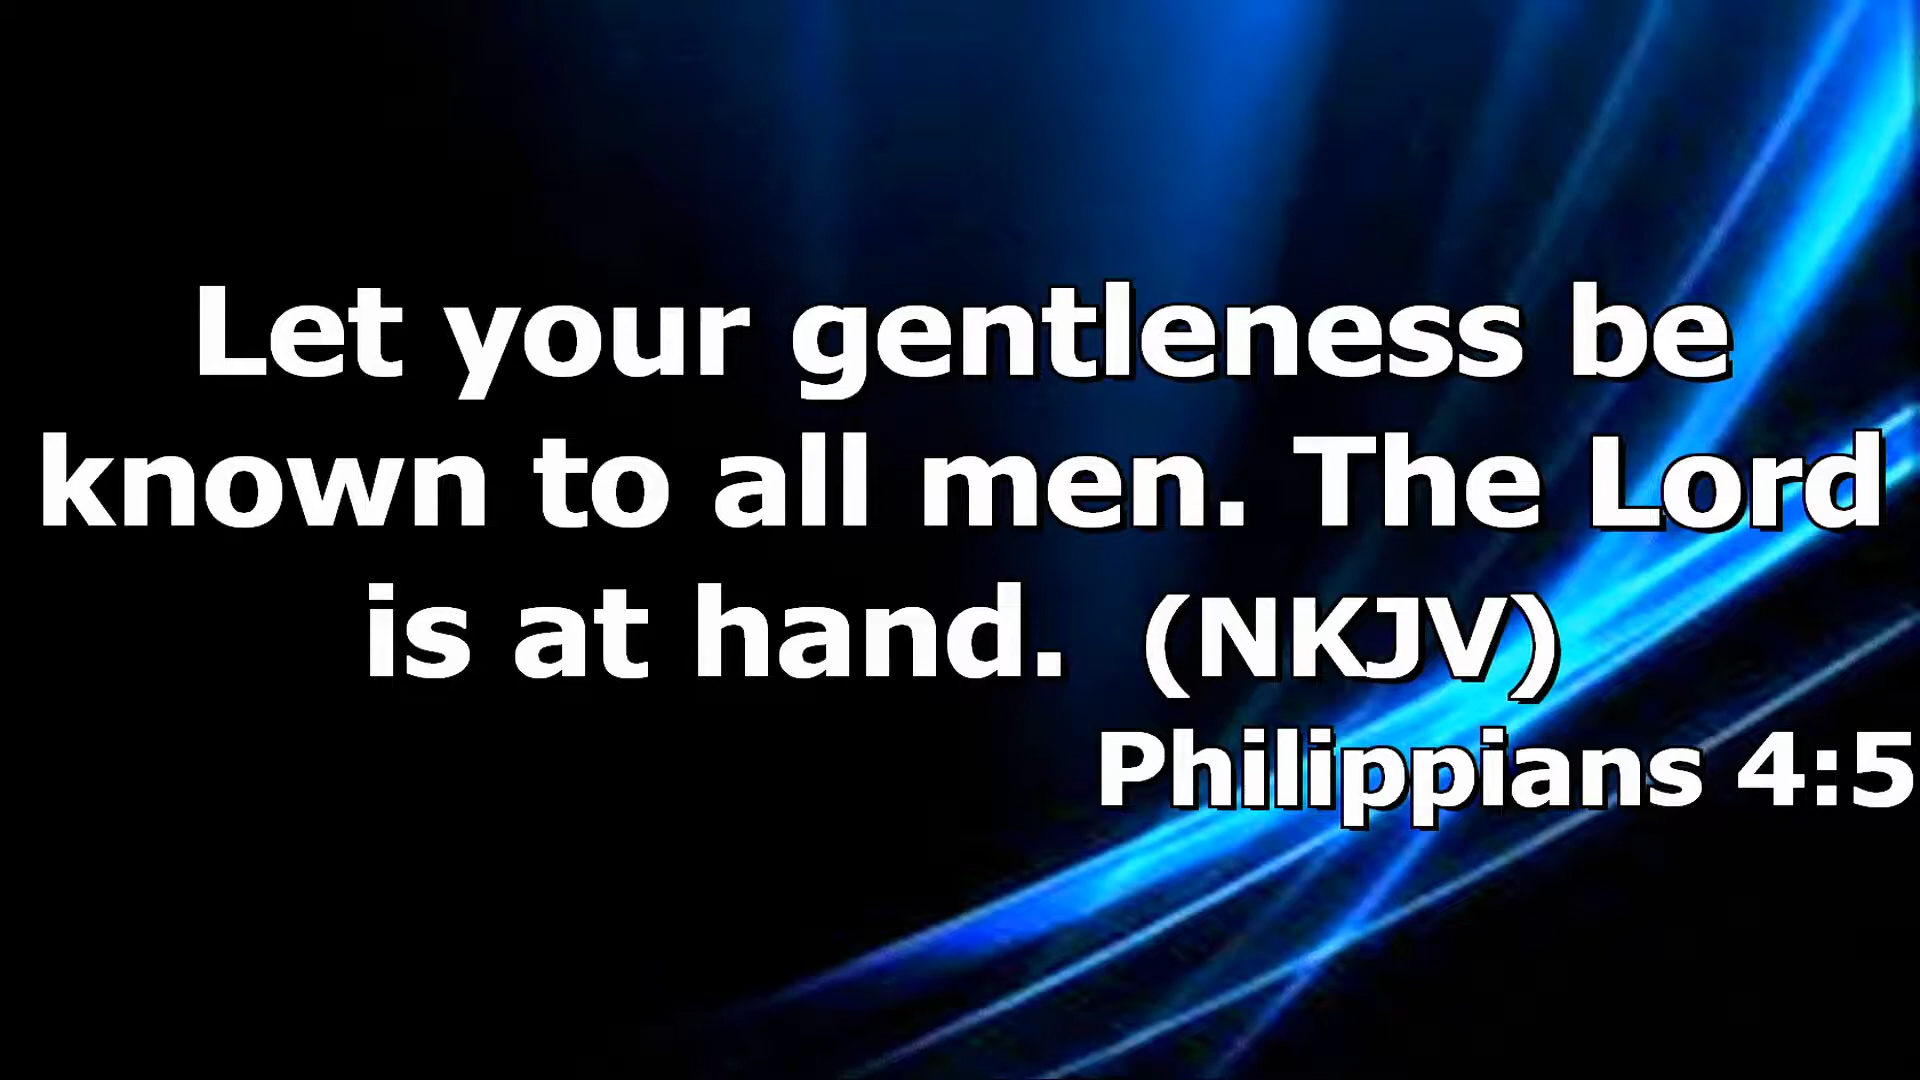 Let your gentleness be
known to all men. The Lord
is at hand.  (NKJV)
Philippians 4:5